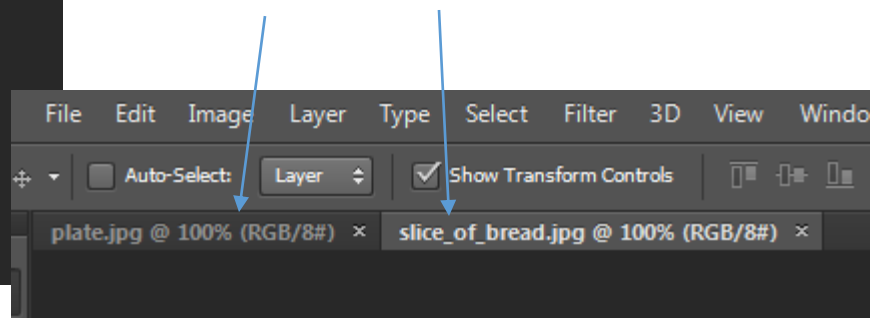 File Edit Image Layer Type Select Filter 3D View Windo
Auto-Select: Layer Show Transform Controls
plate.jpg @ 100% (RGB/8#) × slice_of_bread.jpg @ 100% (RGB/8#) ×